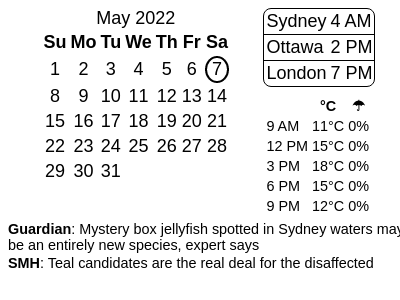 May 2022
Su Mo Tu We Th Fr Sa
1 2 3 4 5 6 7
8 9 10 11 12 13 14
15 16 17 18 19 20 21
22 23 24 25 26 27 28
29 30 31
Sydney 4 AM
Ottawa 2 PM
London 7 PM
°C ☂
9 AM 11°C 0%
12 PM 15°C 0%
3 PM 18°C 0%
6 PM 15°C 0%
9 PM 12°C 0%
Guardian: Mystery box jellyfish spotted in Sydney waters may
be an entirely new species, expert says
SMH: Teal candidates are the real deal for the disaffected